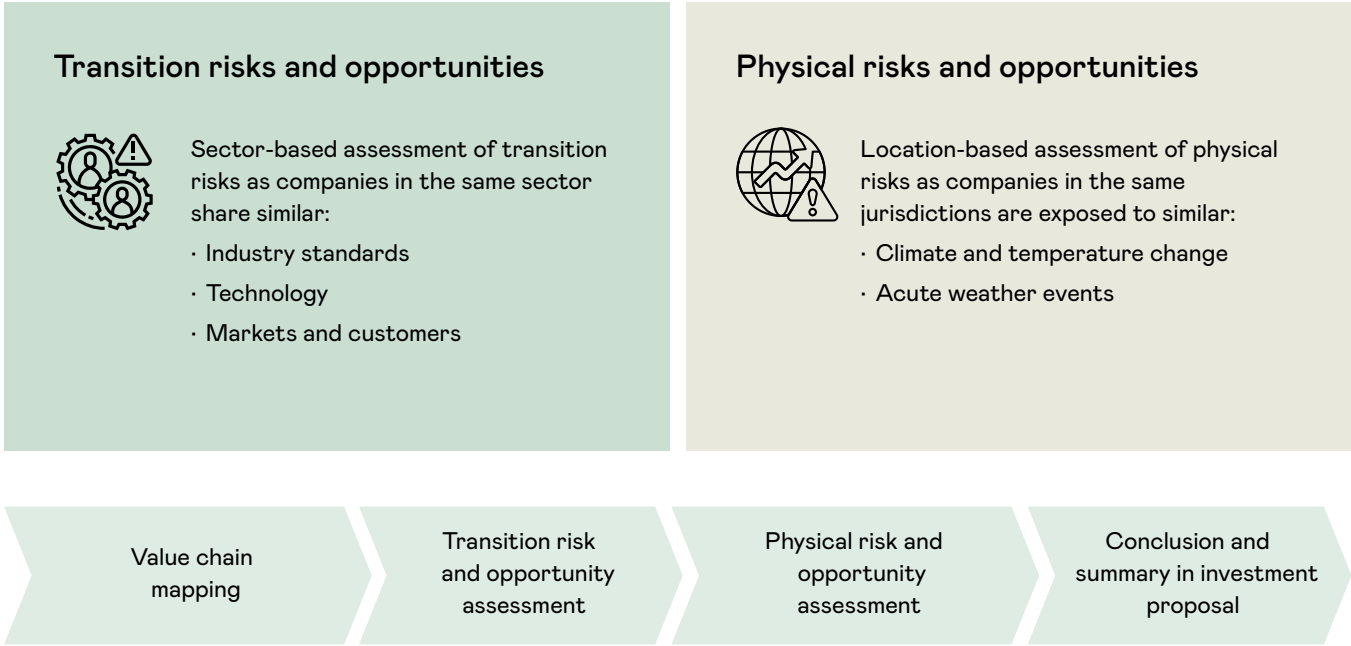 Transition risks and opportunities
Sector-based assessment of transition
risks as companies in the same sector
share similar:
· Industry standards
· Technology
· Markets and customers
Physical risks and opportunities
Location-based assessment of physical
risks as companies in the same
jurisdictions are exposed to similar:
· Climate and temperature change
· Acute weather events
Value chain
mapping
Transition risk
and opportunity
assessment
Physical risk and
opportunity
assessment
Conclusion and
summary in investment
proposal